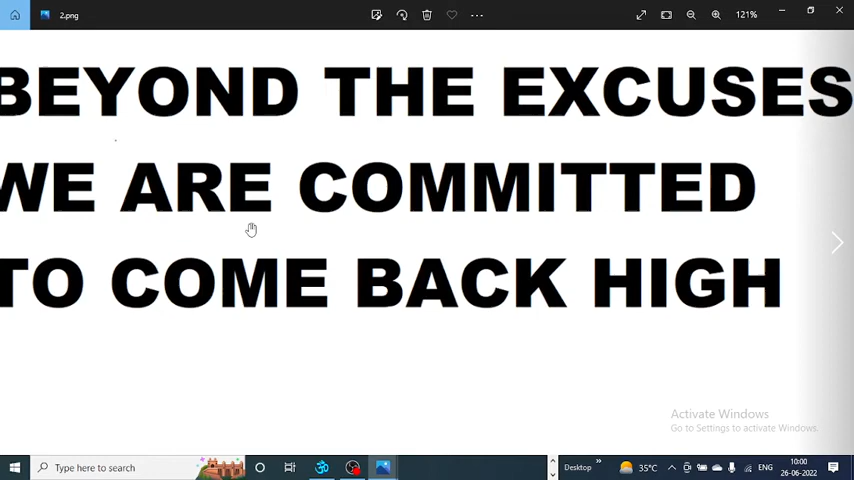 2.png
121%
BEYOND THE EXCUSES
WE ARE COMMITTED
TO COME BACK HIGH
Activate Windows
Go to Settings to activate Windows.
Type here to search
Desktop
35°C
ENG
10:00
26-06-2022